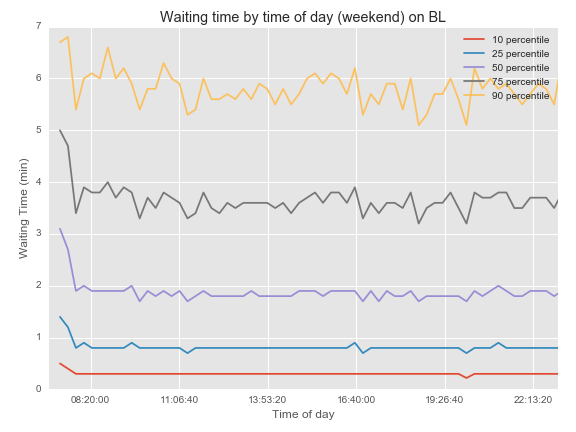 Waiting time by time of day (weekend) on BL
7
6
5
4
3
2
1
0
Waiting Time (min)
10 percentile
25 percentile
50 percentile
75 percentile
90 percentile
08:20:00 11:06:40 13:53:20 16:40:00 19:26:40 22:13:20
Time of day